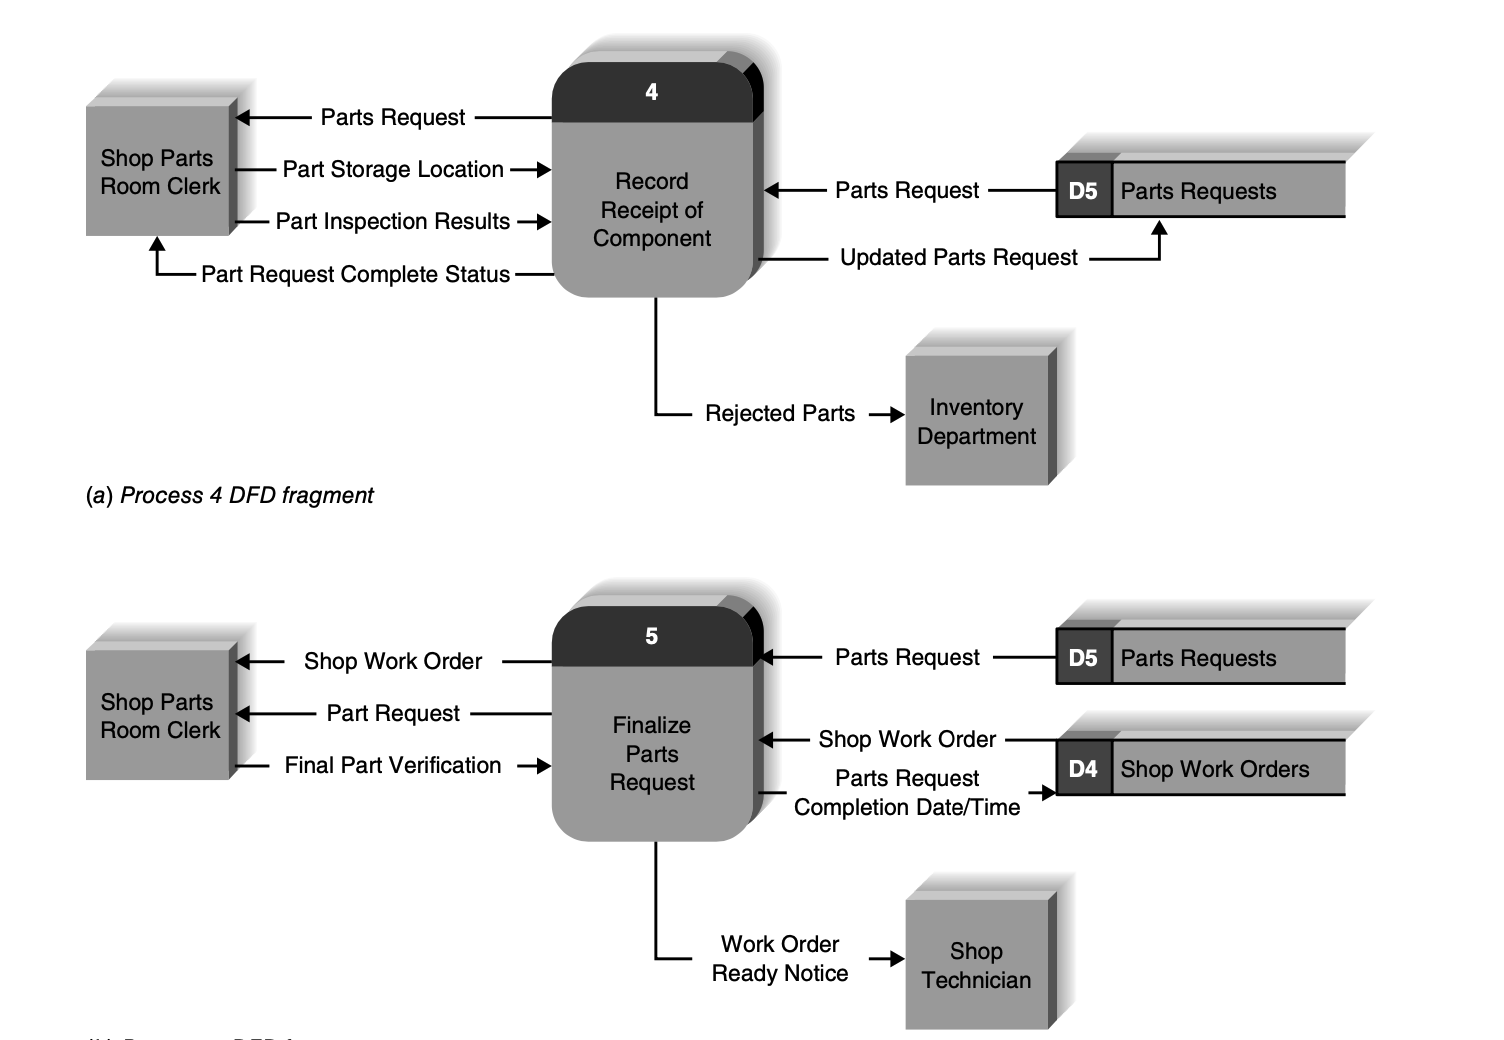 4
Parts Request
Shop Parts
Room Clerk
Part Storage Location
Part Inspection Results
Part Request Complete Status
Record
Receipt of
Component
Parts Request
D5 Parts Requests
Updated Parts Request
Rejected Parts
Inventory
Department
(a) Process 4 DFD fragment
5
Shop Work Order
Shop Parts
Room Clerk
Part Request
Final Part Verification
Finalize
Parts
Request
Parts Request
D5 Parts Requests
Shop Work Order
D4 Shop Work Orders
Parts Request
Completion Date/Time
Work Order
Ready Notice
Shop
Technician